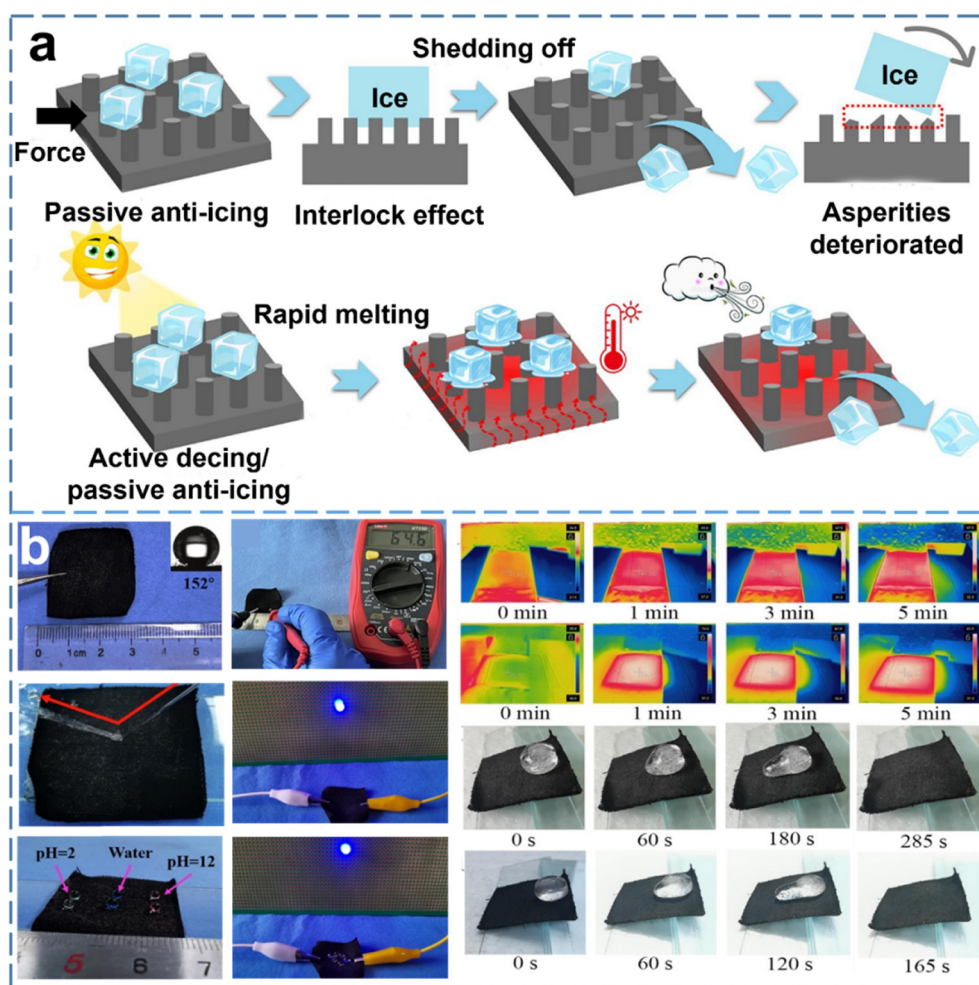 a
Shedding off
Ice
Ice
Force
Passive anti-icing
Interlock effect
Asperities
deteriorated
Rapid melting
Active decing/
passive anti-icing
b
152°
0 1cm 2 3 4 5
64.6
0 min
1 min
3 min
5 min
0 min
1 min
3 min
5 min
0 s
60 s
180 s
285 s
pH=2
Water
pH=12
5 6 7
0 s
60 s
120 s
165 s